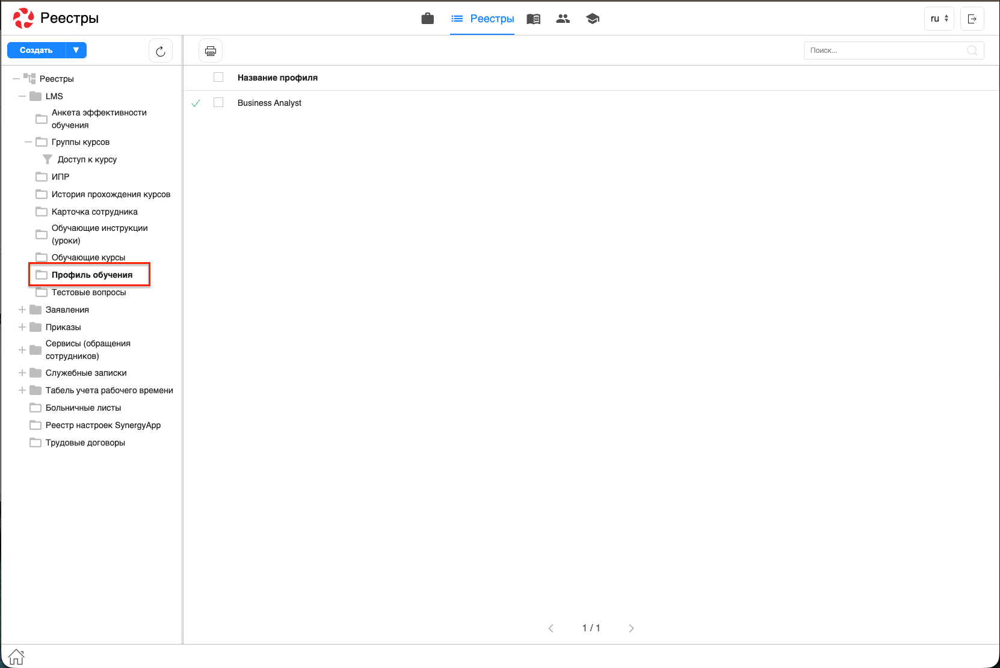 Реестры
Реестры
ru
Создать
Поиск...
Реестры
LMS
Анкета эффективности
обучения
Группы курсов
Доступ к курсу
ИПР
История прохождения курсов
Карточка сотрудника
Обучающие инструкции
(уроки)
Обучающие курсы
Профиль обучения
Тестовые вопросы
Заявления
Приказы
Сервисы (обращения
сотрудников)
Служебные записки
Табель учета рабочего времени
Больничные листы
Реестр настроек SynergyApp
Трудовые договоры
Название профиля
Business Analyst
1 / 1